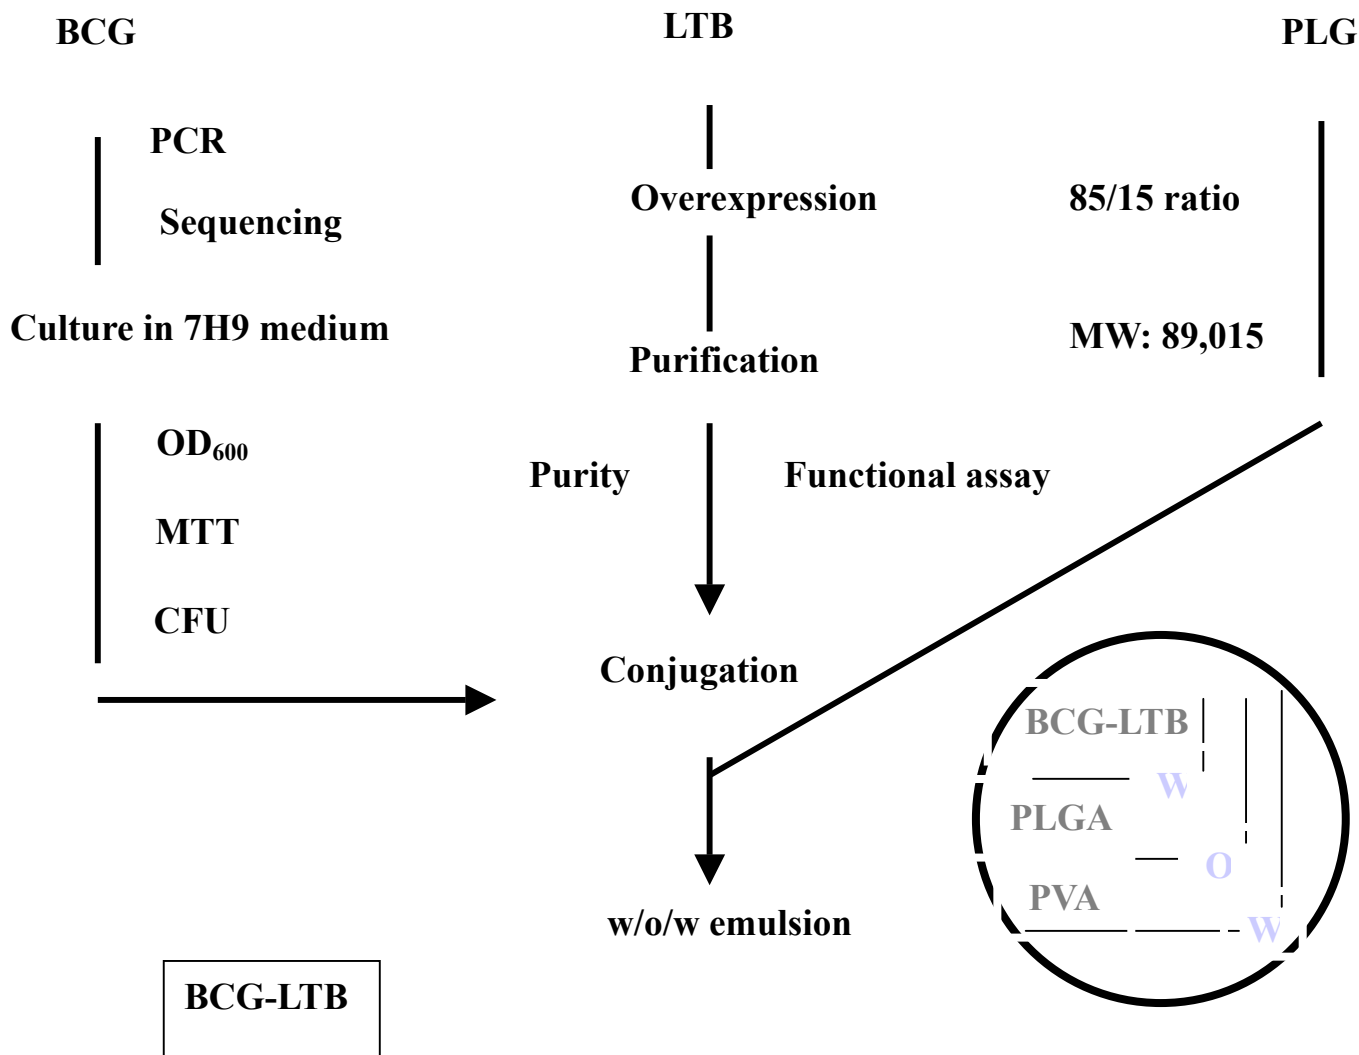 BCG
LTB
PLG
PCR
Sequencing
Overexpression
85/15 ratio
Culture in 7H9 medium
Purification
MW: 89,015
OD600
MTT
CFU
Purity
Functional assay
Conjugation
BCG-LTB
W
PLGA
O
PVA
W
w/o/w emulsion
BCG-LTB